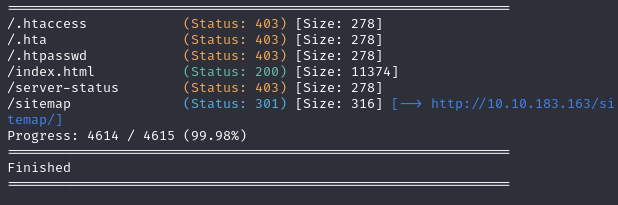 ===============================================================
/.htaccess            (Status: 403) [Size: 278]
/.hta                 (Status: 403) [Size: 278]
/.htpasswd            (Status: 403) [Size: 278]
/index.html           (Status: 200) [Size: 11374]
/server-status        (Status: 403) [Size: 278]
/sitemap              (Status: 301) [Size: 316] [--> http://10.10.183.163/si
temap/]
Progress: 4614 / 4615 (99.98%)
===============================================================
Finished
===============================================================